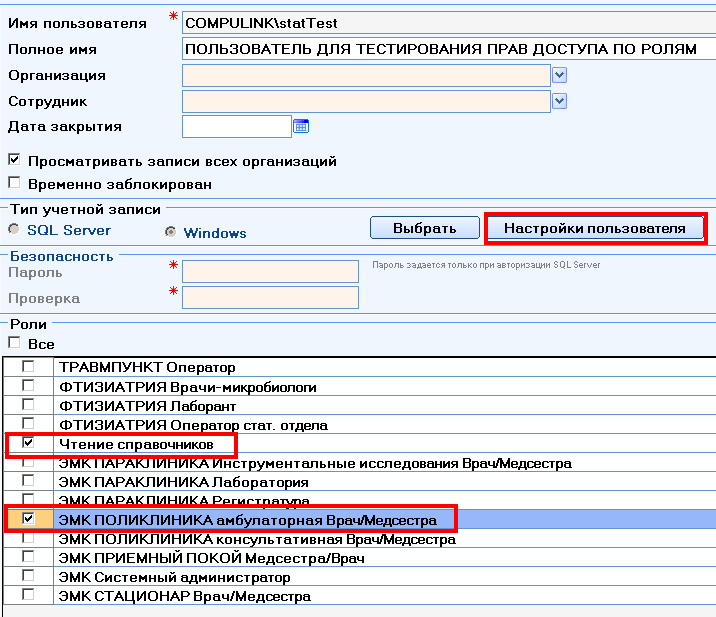 Имя пользователя * COMPULINK\statTest
Полное имя ПОЛЬЗОВАТЕЛЬ ДЛЯ ТЕСТИРОВАНИЯ ПРАВ ДОСТУПА ПО РОЛЯМ
Организация
Сотрудник
Дата закрытия
Просматривать записи всех организаций
Временно заблокирован
Тип учетной записи
SQL Server Windows Выбрать Настройки пользователя
Безопасность
Пароль * Пароль задается только при авторизации SQL Server
Проверка *
Роли
Все
ТРАВМПУНКТ Оператор
ФТИЗИАТРИЯ Врачи-микробиологи
ФТИЗИАТРИЯ Лаборант
ФТИЗИАТРИЯ Оператор стат. отдела
Чтение справочников
ЭМК ПАРАКЛИНИКА Инструментальные исследования Врач/Медсестра
ЭМК ПАРАКЛИНИКА Лаборатория
ЭМК ПАРАКЛИНИКА Регистратура
ЭМК ПОЛИКЛИНИКА амбулаторная Врач/Медсестра
ЭМК ПОЛИКЛИНИКА консультативная Врач/Медсестра
ЭМК ПРИЕМНЫЙ ПОКОЙ Медсестра/Врач
ЭМК Системный администратор
ЭМК СТАЦИОНАР Врач/Медсестра